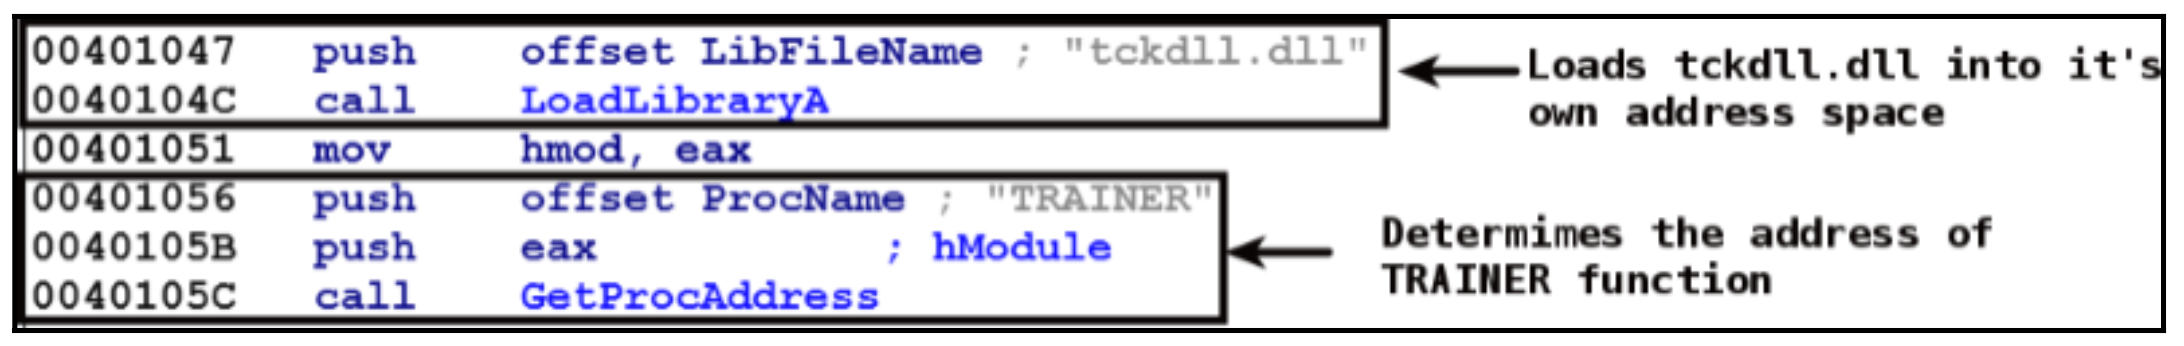 00401047 push offset LibFileName ; "tckdll.dll"
0040104C call LoadLibraryA
Loads tckdll.dll into it's
own address space
00401051 mov hmod, eax
00401056 push offset ProcName ; "TRAINER"
0040105B push eax ; hModule
0040105C call GetProcAddress
Determimes the address of
TRAINER function